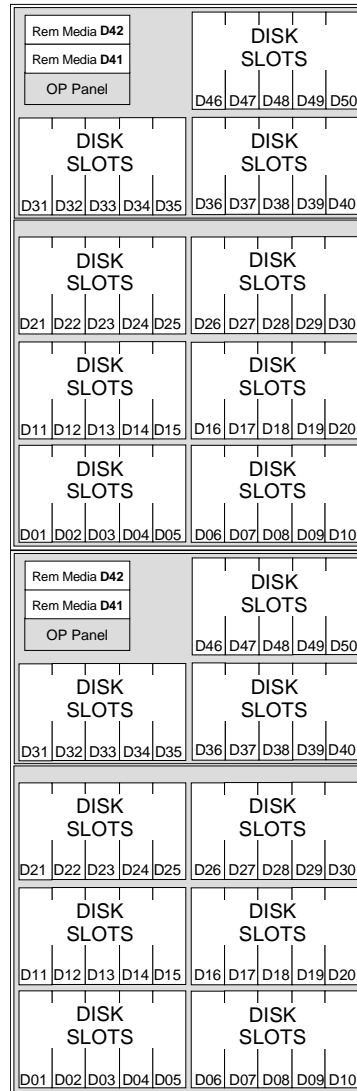 Rem Media D42
Rem Media D41
OP Panel
DISK
SLOTS
D46 D47 D48 D49 D50
DISK
SLOTS
D31 D32 D33 D34 D35
DISK
SLOTS
D36 D37 D38 D39 D40
DISK
SLOTS
D21 D22 D23 D24 D25
DISK
SLOTS
D26 D27 D28 D29 D30
DISK
SLOTS
D11 D12 D13 D14 D15
DISK
SLOTS
D16 D17 D18 D19 D20
DISK
SLOTS
D01 D02 D03 D04 D05
DISK
SLOTS
D06 D07 D08 D09 D10
Rem Media D42
Rem Media D41
OP Panel
DISK
SLOTS
D46 D47 D48 D49 D50
DISK
SLOTS
D31 D32 D33 D34 D35
DISK
SLOTS
D36 D37 D38 D39 D40
DISK
SLOTS
D21 D22 D23 D24 D25
DISK
SLOTS
D26 D27 D28 D29 D30
DISK
SLOTS
D11 D12 D13 D14 D15
DISK
SLOTS
D16 D17 D18 D19 D20
DISK
SLOTS
D01 D02 D03 D04 D05
DISK
SLOTS
D06 D07 D08 D09 D10